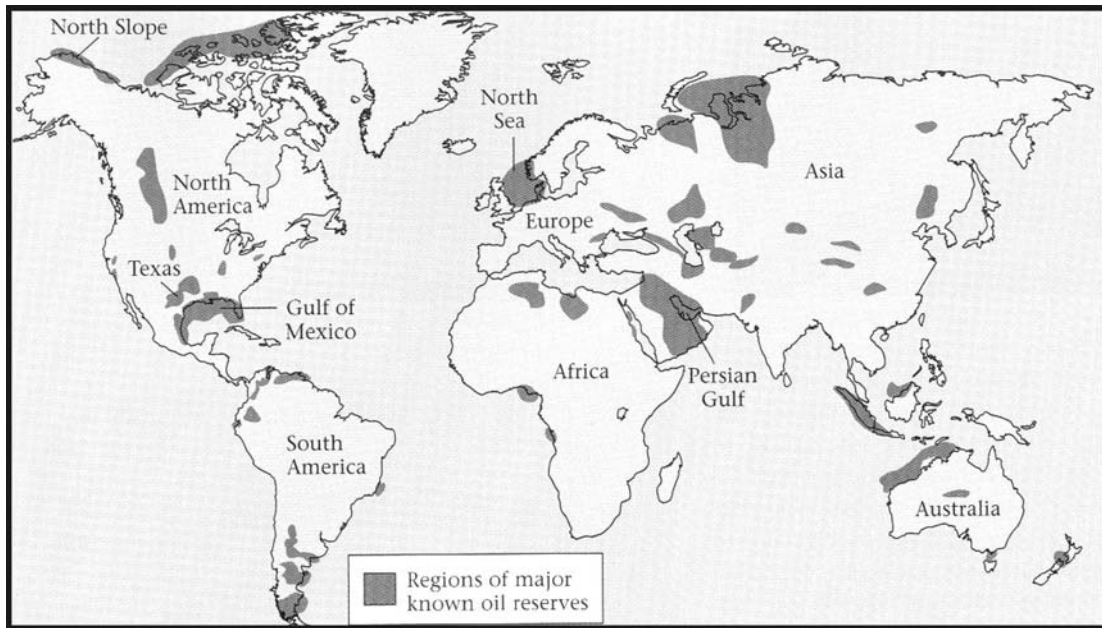 North Slope
North
Sea
Asia
North
America
Europe
Texas
Gulf of
Mexico
Africa
Persian
Gulf
South
America
Australia
Regions of major
known oil reserves